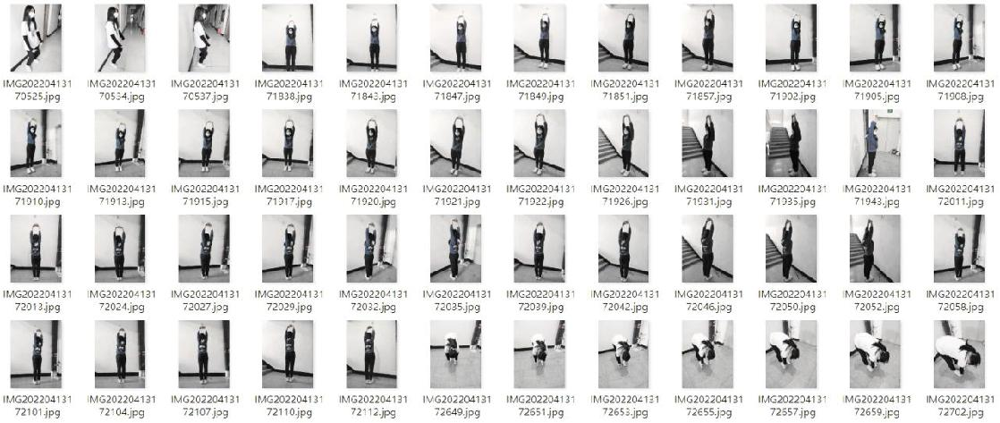 IMG202204131
70525.jpg
IMG202204131
70534.jpg
IMG202204131
70537.jpg
IMG202204131
71838.jpg
IMG202204131
71843.jpg
IMG202204131
71847.jpg
IMG202204131
71849.jpg
IMG202204131
71851.jpg
IMG202204131
71857.jpg
IMG202204131
71902.jpg
IMG202204131
71905.jpg
IMG202204131
71908.jpg
IMG202204131
71910.jpg
IMG202204131
71913.jpg
IMG202204131
71915.jpg
IMG202204131
71917.jpg
IMG202204131
71920.jpg
IMG202204131
71921.jpg
IMG202204131
71922.jpg
IMG202204131
71926.jpg
IMG202204131
71931.jpg
IMG202204131
71935.jpg
IMG202204131
71943.jpg
IMG202204131
72011.jpg
IMG202204131
72013.jpg
IMG202204131
72024.jpg
IMG202204131
72027.jpg
IMG202204131
72029.jpg
IMG202204131
72032.jpg
IMG202204131
72035.jpg
IMG202204131
72039.jpg
IMG202204131
72042.jpg
IMG202204131
72046.jpg
IMG202204131
72050.jpg
IMG202204131
72052.jpg
IMG202204131
72058.jpg
IMG202204131
72101.jpg
IMG202204131
72104.jpg
IMG202204131
72107.jpg
IMG202204131
72110.jpg
IMG202204131
72112.jpg
IMG202204131
72649.jpg
IMG202204131
72651.jpg
IMG202204131
72653.jpg
IMG202204131
72655.jpg
IMG202204131
72657.jpg
IMG202204131
72659.jpg
IMG202204131
72702.jpg